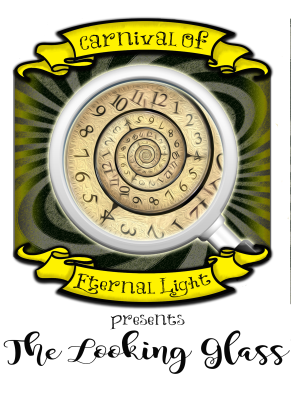 Carnival Of
Eternal Light
presents
The Looking Glass